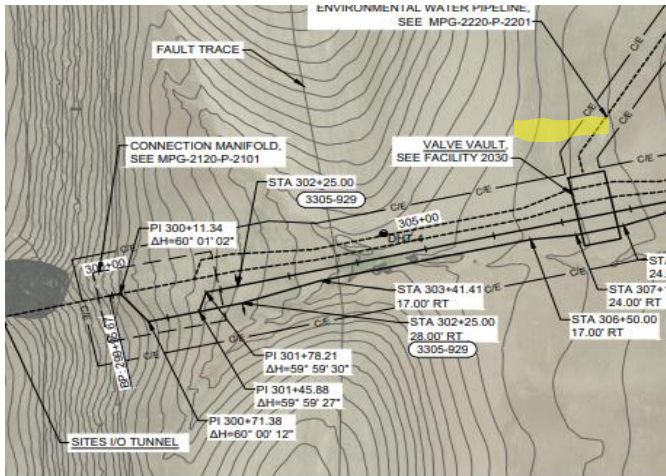 ENVIRONMENTAL WATER PIPELINE,
SEE MPG-2220-P-2201
FAULT TRACE
C/E
C/E
C/E
CONNECTION MANIFOLD,
SEE MPG-2120-P-2101
VALVE VAULT,
SEE FACILITY 2030
STA 302+25.00
3305-929
C/E
C/E
305+00
PI 300+11.34
ΔH=60° 01' 02"
C/E
C/E
STA 303+41.41
17.00' RT
STA 307+
24.00' RT
STA
24.
STA 306+50.00
17.00' RT
STA 302+25.00
28.00' RT
3305-929
C/E
C/E
C/E
PI 301+78.21
ΔH=59° 59' 30"
PI 301+45.88
ΔH=59° 59' 27"
PI 300+71.38
ΔH=60° 00' 12"
SITES I/O TUNNEL